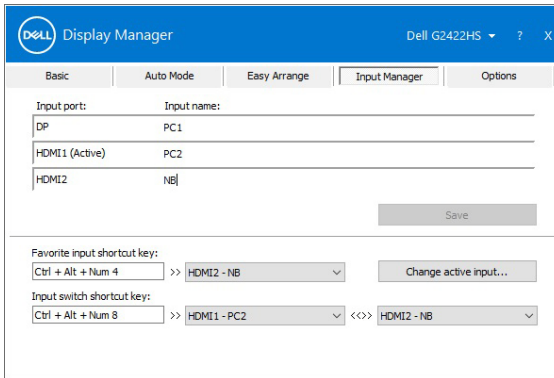 DELL Display Manager Dell G2422HS ? X
Basic Auto Mode Easy Arrange Input Manager Options
Input port: Input name:
DP PC1
HDMI1 (Active) PC2
HDMI2 NB
Save
Favorite input shortcut key:
Ctrl + Alt + Num 4 >> HDMI2 - NB Change active input...
Input switch shortcut key:
Ctrl + Alt + Num 8 >> HDMI1 - PC2 <<>> HDMI2 - NB